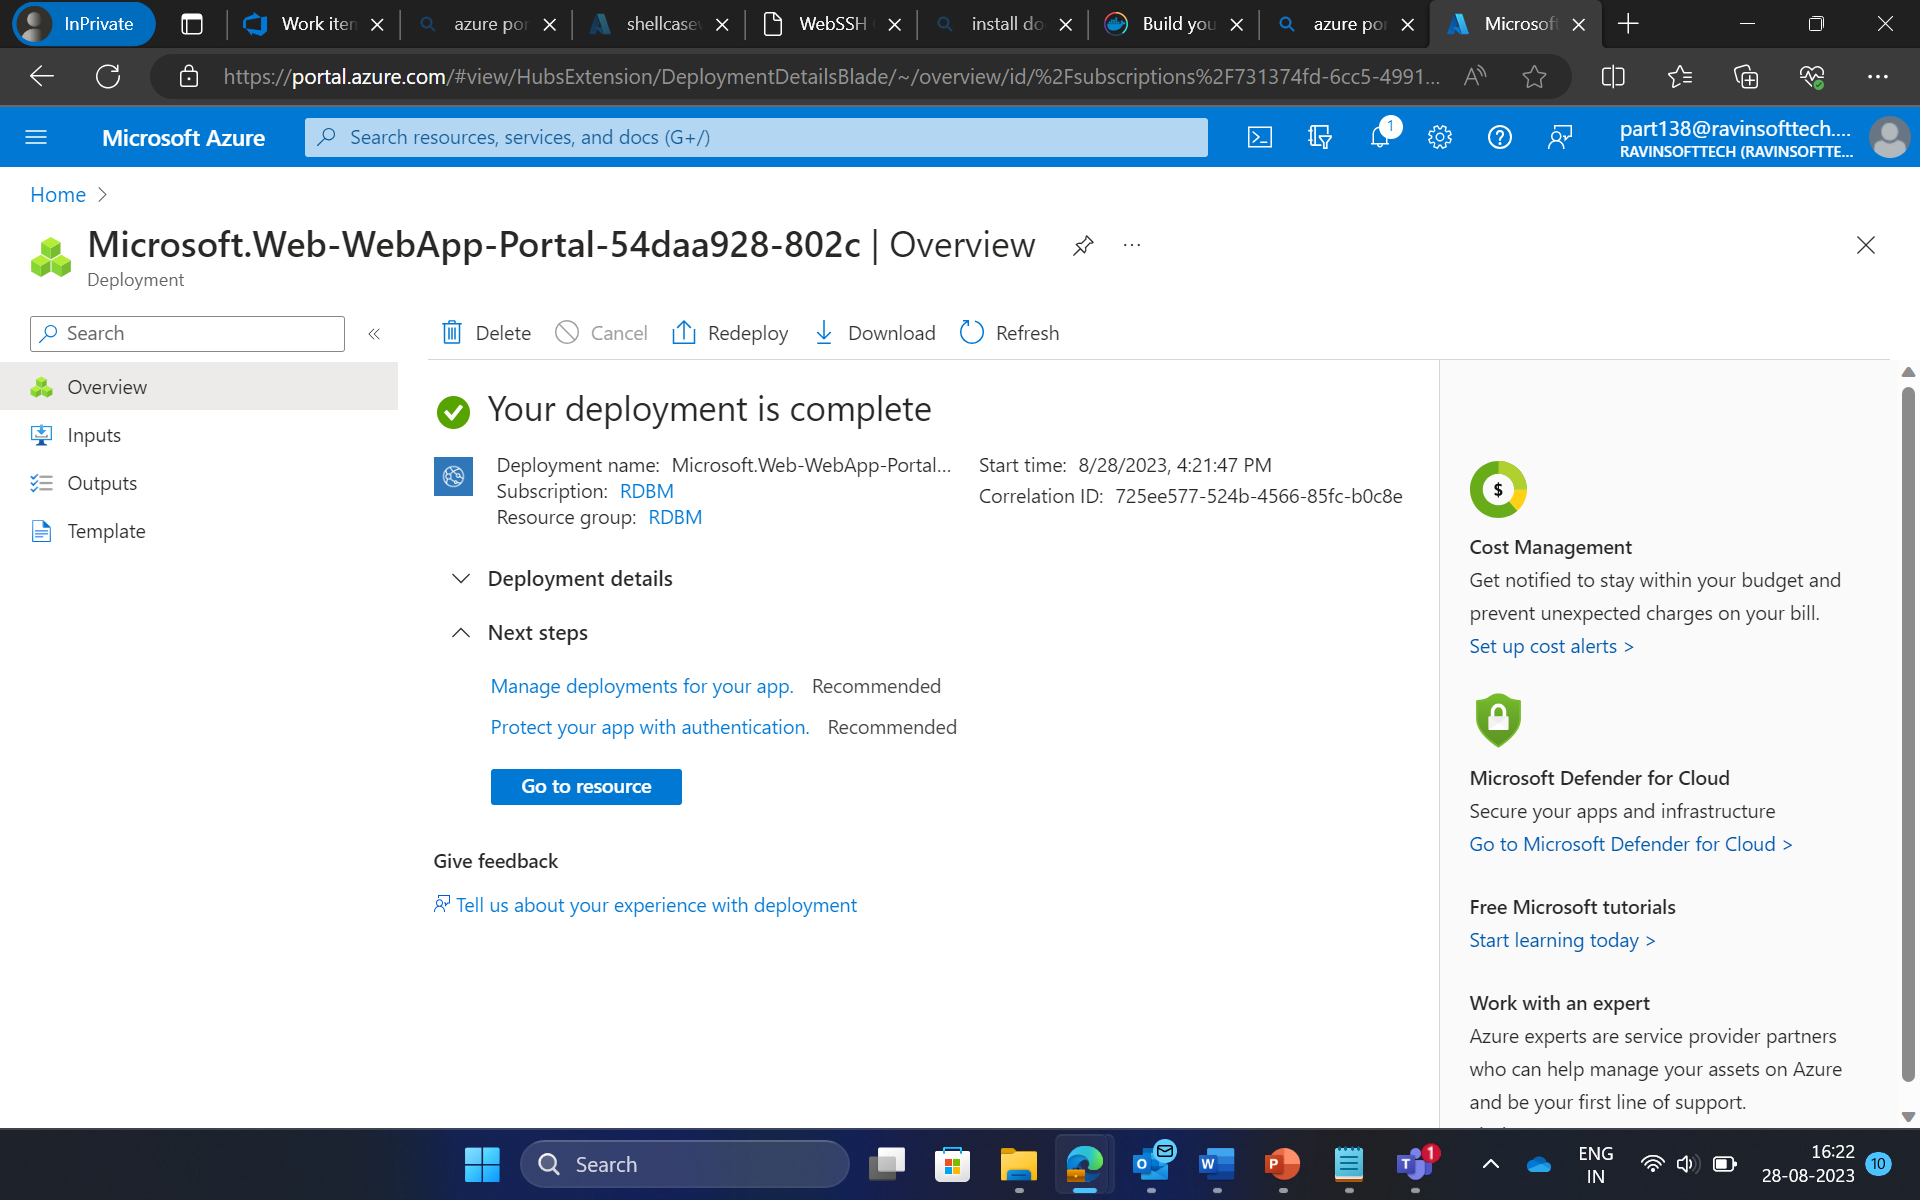 InPrivate
Work iten
azure por
shellcasev
WebSSH
install do
Build you
azure por
Microsoft
https://portal.azure.com/#view/HubsExtension/DeploymentDetailsBlade/~/overview/id/%2Fsubscriptions%2F731374fd-6cc5-4991...
Microsoft Azure
Search resources, services, and docs (G+/)
1
part138@ravinsofttech....
RAVINSOFTTECH (RAVINSOFTTE...
Home
Microsoft.Web-WebApp-Portal-54daa928-802c | Overview
Deployment
Search
Delete
Cancel
Redeploy
Download
Refresh
Overview
Inputs
Outputs
Template
Your deployment is complete
Deployment name: Microsoft.Web-WebApp-Portal...
Subscription: RDBM
Resource group: RDBM
Start time: 8/28/2023, 4:21:47 PM
Correlation ID: 725ee577-524b-4566-85fc-b0c8e
Deployment details
Next steps
Manage deployments for your app. Recommended
Protect your app with authentication. Recommended
Go to resource
Give feedback
Tell us about your experience with deployment
$
Cost Management
Get notified to stay within your budget and
prevent unexpected charges on your bill.
Set up cost alerts >
Microsoft Defender for Cloud
Secure your apps and infrastructure
Go to Microsoft Defender for Cloud >
Free Microsoft tutorials
Start learning today >
Work with an expert
Azure experts are service provider partners
who can help manage your assets on Azure
and be your first line of support.
Search
1
ENG
IN
16:22
28-08-2023
10